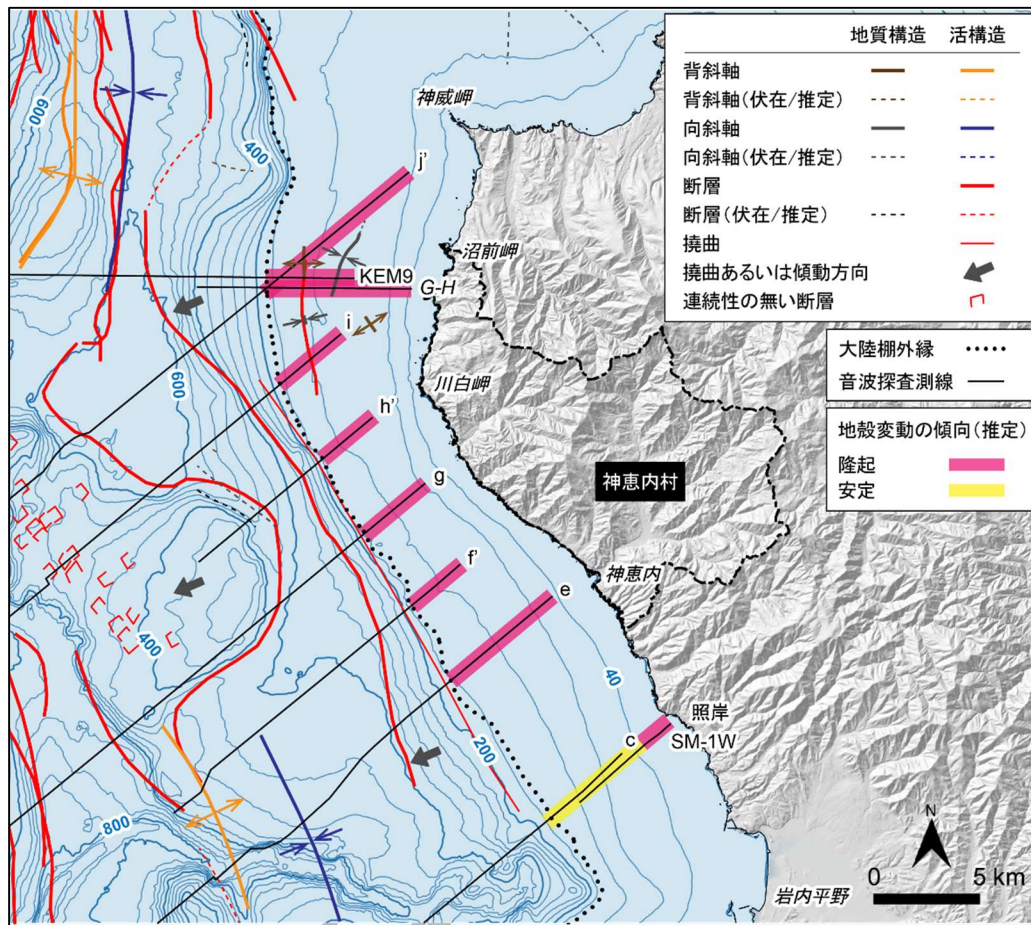 地質構造 活構造
背斜軸
背斜軸(伏在/推定)
向斜軸
向斜軸(伏在/推定)
断層
断層(伏在/推定)
撓曲
撓曲あるいは傾動方向
連続性の無い断層
大陸棚外縁
音波探査測線
地殻変動の傾向(推定)
隆起
安定
神威岬
600
400
j'
沼前岬
KEM9
G-H
i
川白岬
600
h'
g
神恵内村
f'
神恵内
e
400
40
照岸
c
SM-1W
200
800
N
0 5 km
岩内平野